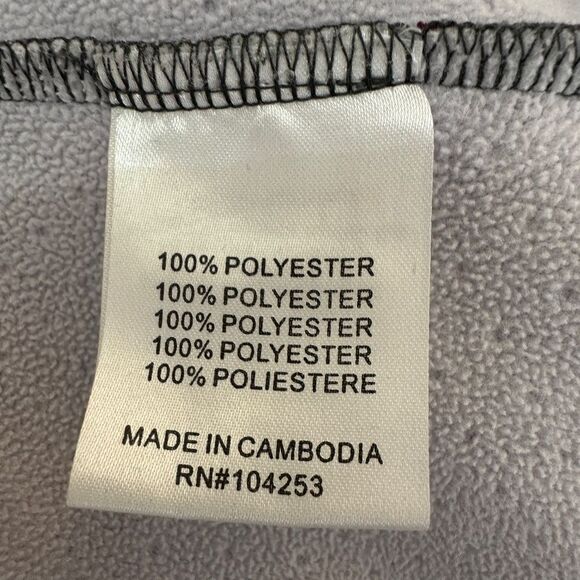 100% POLYESTER
100% POLYESTER
100% POLYESTER
100% POLYESTER
100% POLIESTERE
MADE IN CAMBODIA
RN#104253